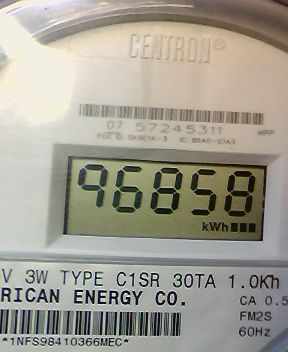 CENTRON®
07 57245311 HPP
96858
kWh
V 3W TYPE C1SR 30TA 1.0Kh
RICAN ENERGY CO.
CA 0.5
FM2S
60Hz
*1NFS98410366MEC*